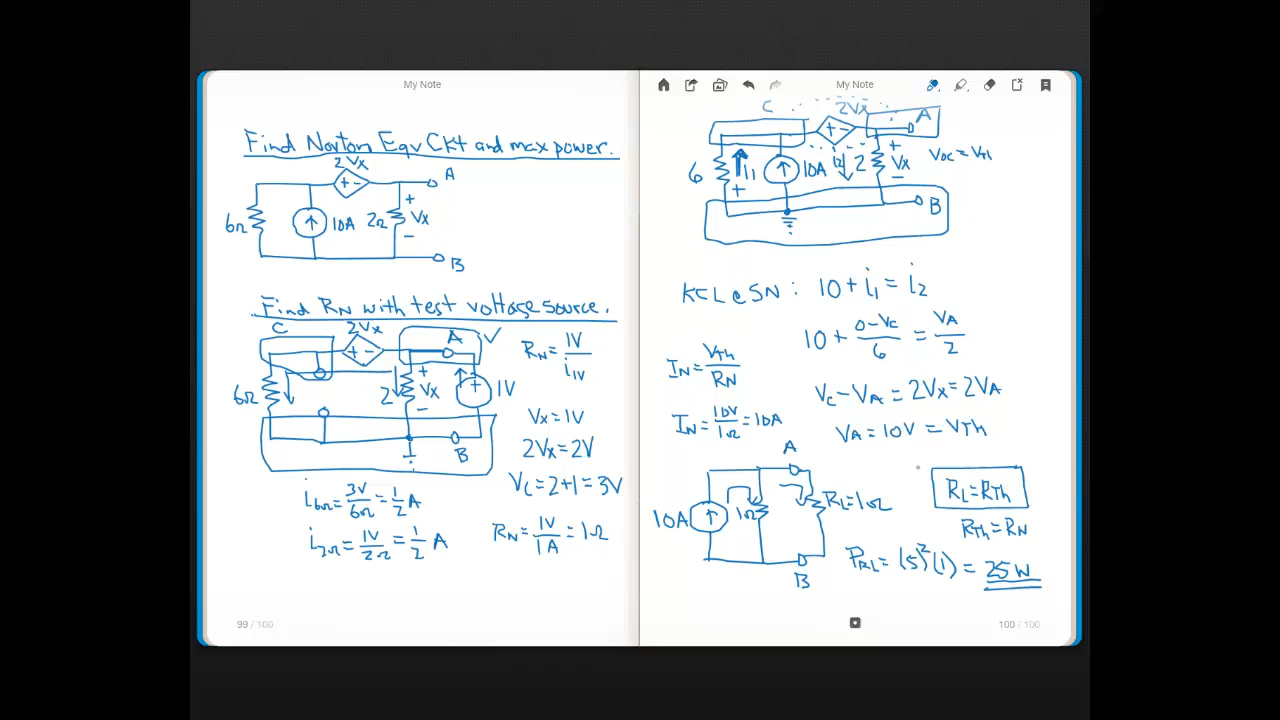 My Note
Find Norton Eqv Ckt and max power.
2Vx
A
+ -
+
6Ω
10A
2Ω
Vx
-
B
Find RN with test voltage source.
C
2Vx
A
+ -
+
6Ω
2
Vx
+
1V
-
B
RN = 1V / i1V
Vx = 1V
2Vx = 2V
Vc = 2+1 = 3V
i6Ω = 3V/6Ω = 1/2 A
i2Ω = 1V/2Ω = 1/2 A
RN = 1V/1A = 1Ω
99 / 100
My Note
C
2Vx
A
+ -
+
6
i1
10A
i2
2
Vx
Voc = VTh
+
-
B
KCL @ SN : 10 + i1 = i2
10 + (0 - Vc)/6 = VA/2
IN = VTh/RN
Vc - VA = 2Vx = 2VA
IN = 10V/1Ω = 10A
VA = 10V = VTh
A
10A
1Ω
RL = 1Ω
B
RL = RTh
RTh = RN
PRL = (5)²(1) = 25W
100 / 100